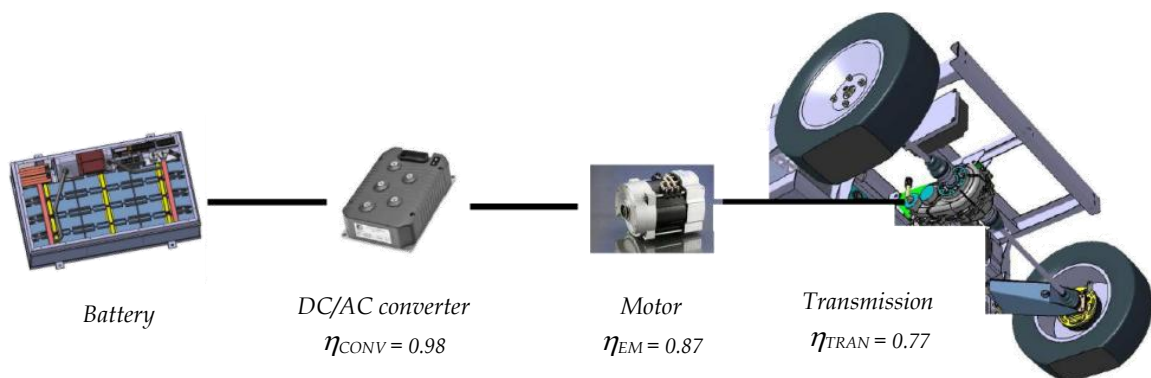 Battery
DC/AC converter
Motor
Transmission
ηCONV = 0.98
ηEM = 0.87
ηTRAN = 0.77